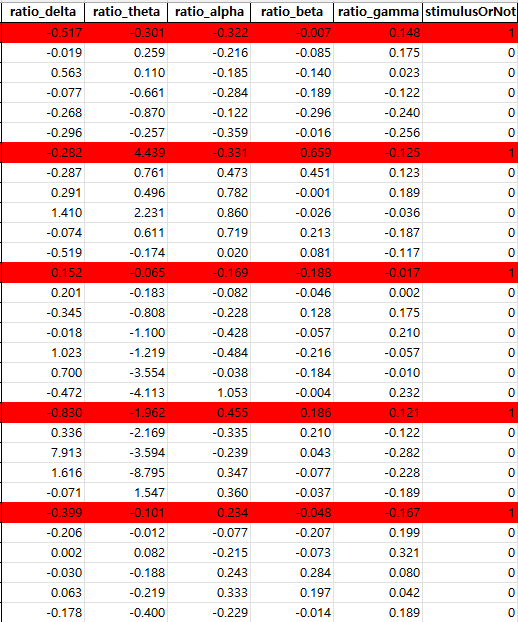 ratio_delta ratio_theta ratio_alpha ratio_beta ratio_gamma stimulusOrNot
-0.517 -0.301 -0.322 -0.007 0.148 1
-0.019 0.259 -0.216 -0.085 0.175 0
0.563 0.110 -0.185 -0.140 0.023 0
-0.077 -0.661 -0.284 -0.189 -0.122 0
-0.268 -0.870 -0.122 -0.296 -0.240 0
-0.296 -0.257 -0.359 -0.016 -0.256 0
-0.282 4.439 -0.331 0.659 -0.125 1
-0.287 0.761 0.473 0.451 0.123 0
0.291 0.496 0.782 -0.001 0.189 0
1.410 2.231 0.860 -0.026 -0.036 0
-0.074 0.611 0.719 0.213 -0.187 0
-0.519 -0.174 0.020 0.081 -0.117 0
0.152 -0.065 -0.169 -0.188 -0.017 1
0.201 -0.183 -0.082 -0.046 0.002 0
-0.345 -0.808 -0.228 0.128 0.175 0
-0.018 -1.100 -0.428 -0.057 0.210 0
1.023 -1.219 -0.484 -0.216 -0.057 0
0.700 -3.554 -0.038 -0.184 -0.010 0
-0.472 -4.113 1.053 -0.004 0.232 0
-0.830 -1.962 0.455 0.186 0.121 1
0.336 -2.169 -0.335 0.210 -0.122 0
7.913 -3.594 -0.239 0.043 -0.282 0
1.616 -8.795 0.347 -0.077 -0.228 0
-0.071 1.547 0.360 -0.037 -0.189 0
-0.399 -0.101 0.234 -0.048 -0.167 1
-0.206 -0.012 -0.077 -0.207 0.199 0
0.002 0.082 -0.215 -0.073 0.321 0
-0.030 -0.188 0.243 0.284 0.080 0
0.063 -0.219 0.333 0.197 0.042 0
-0.178 -0.400 -0.229 -0.014 0.189 0